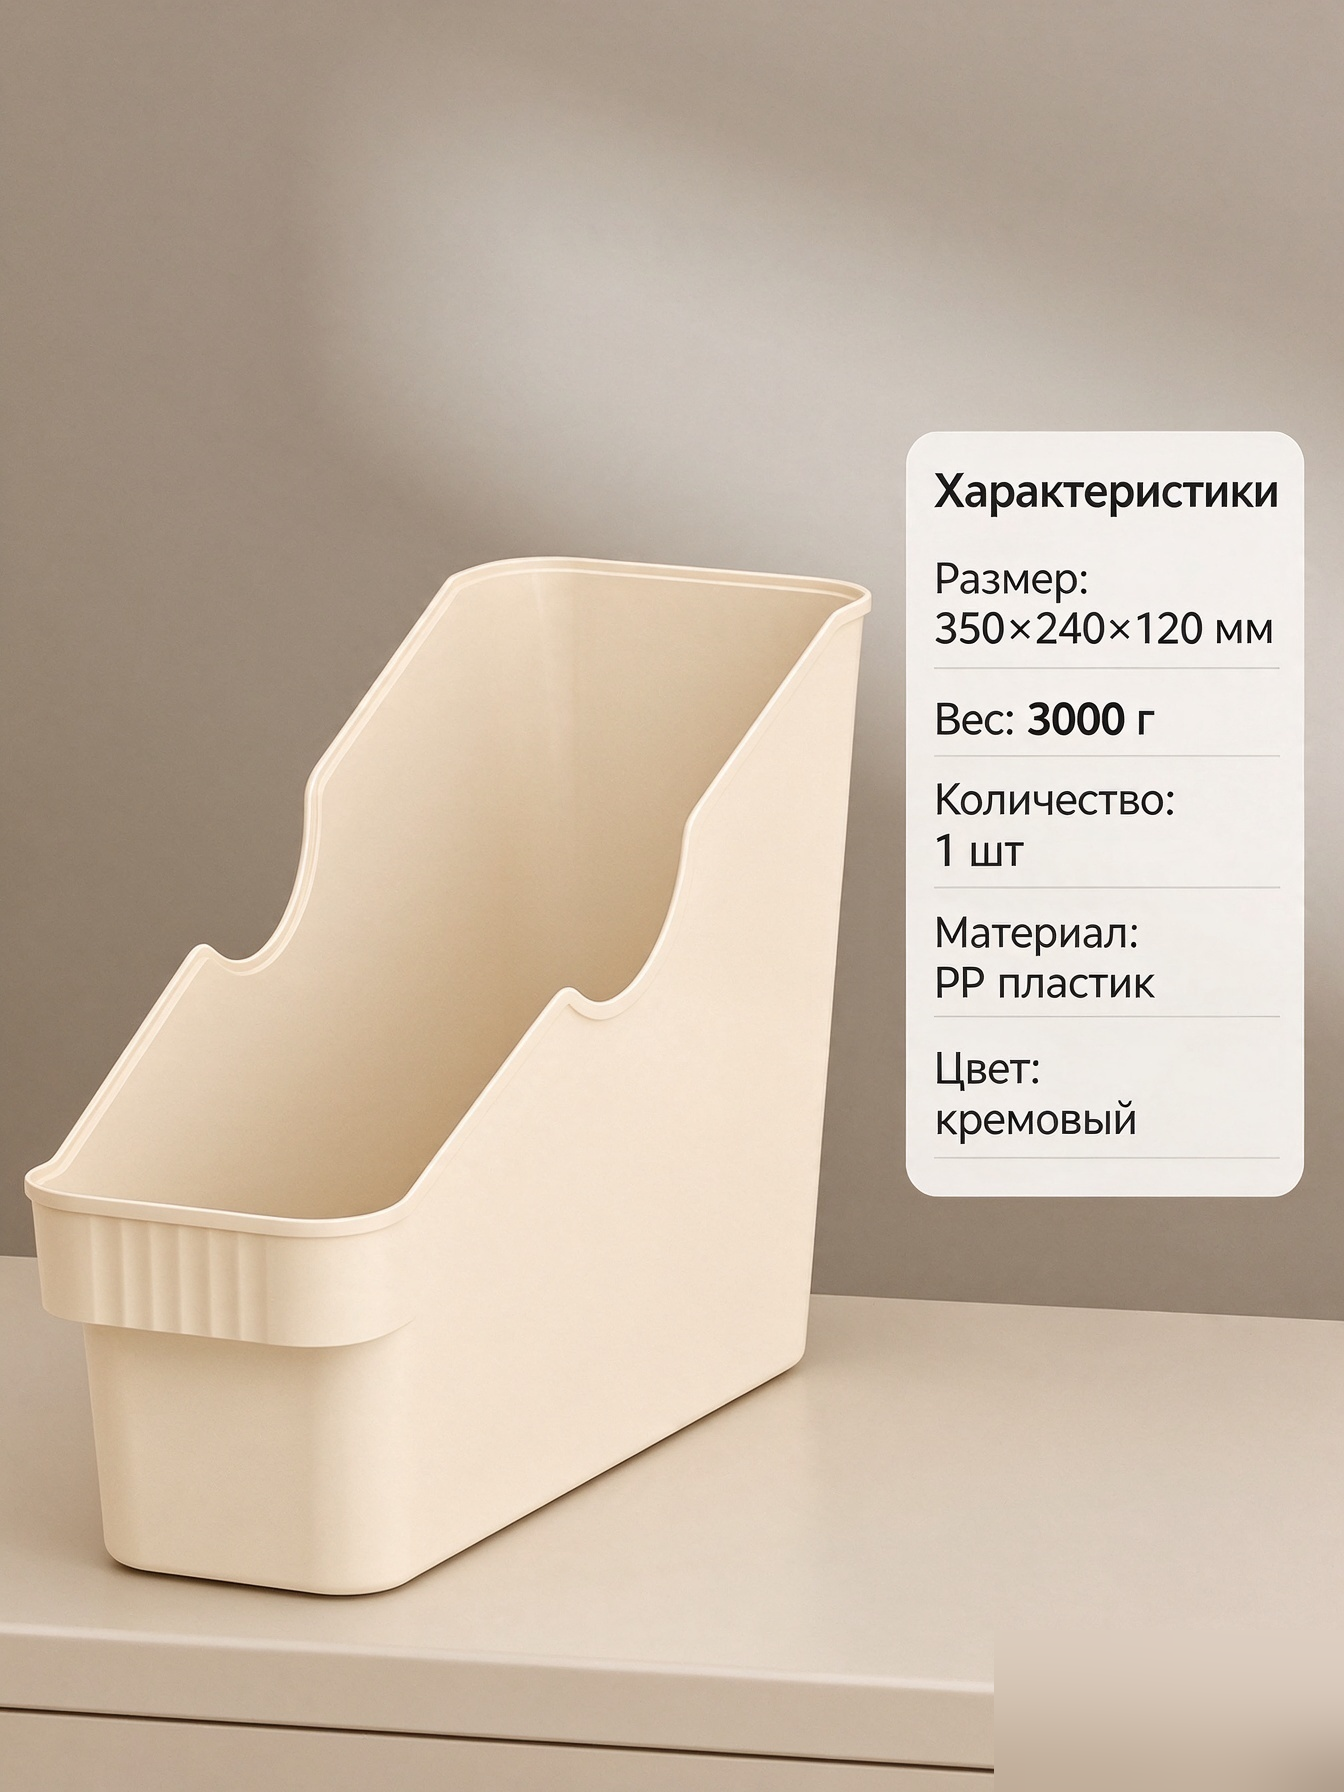 Характеристики
Размер:
350×240×120 мм
Вес: 3000 г
Количество:
1 шт
Материал:
PP пластик
Цвет:
кремовый